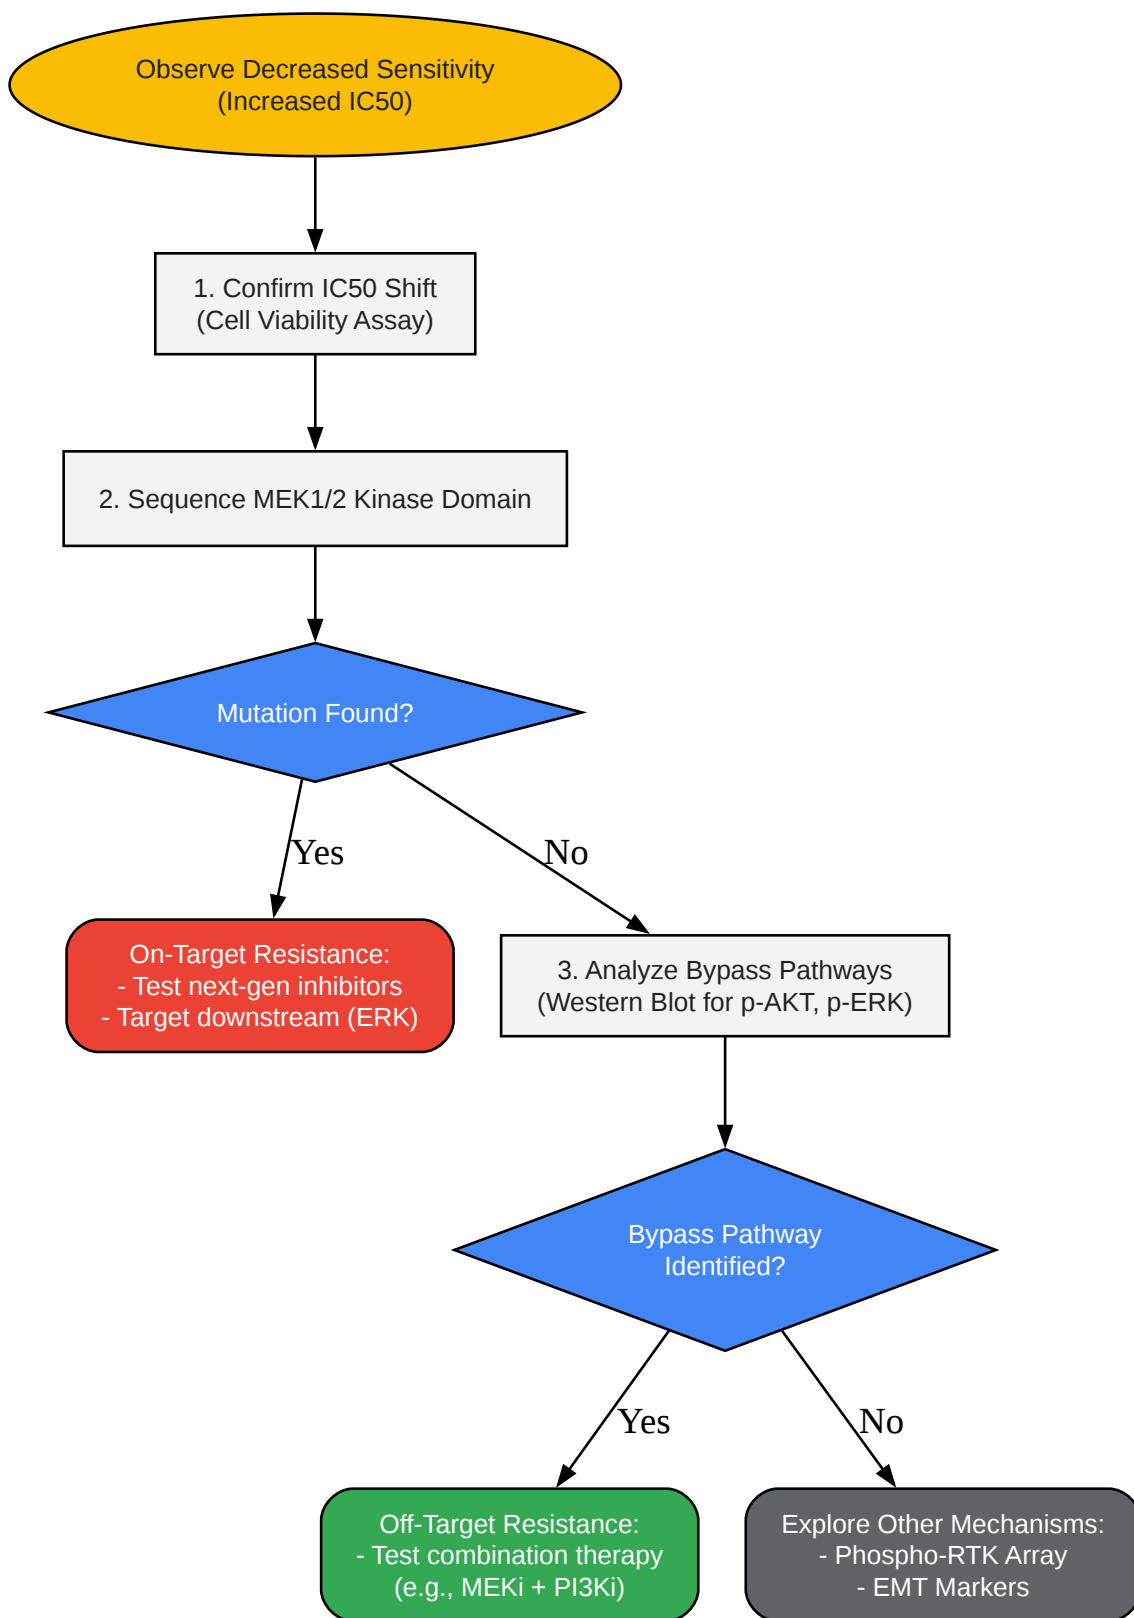 Observe Decreased Sensitivity
(Increased IC50)
1. Confirm IC50 Shift
(Cell Viability Assay)
2. Sequence MEK1/2 Kinase Domain
Mutation Found?
Yes
No
On-Target Resistance:
- Test next-gen inhibitors
- Target downstream (ERK)
3. Analyze Bypass Pathways
(Western Blot for p-AKT, p-ERK)
Bypass Pathway
Identified?
Yes
No
Off-Target Resistance:
- Test combination therapy
(e.g., MEKi + PI3Ki)
Explore Other Mechanisms:
- Phospho-RTK Array
- EMT Markers